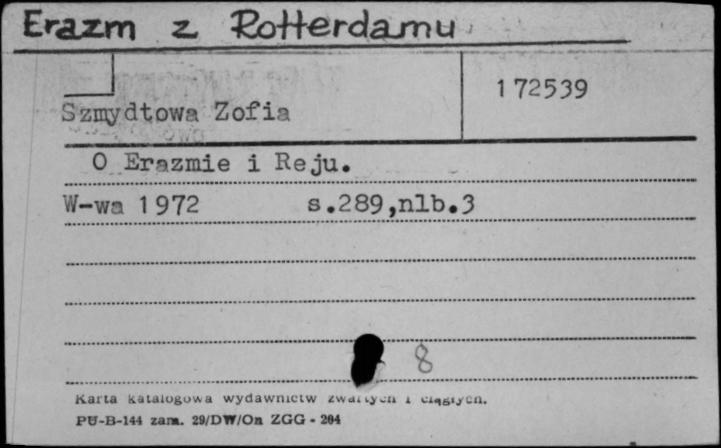 Erazm z Rotterdamu
172539
Szmydtowa Zofia
O Erazmie i Reju.
W-wa 1972 s.289,nlb.3
8
Karta katalogowa wydawnictw zwartych i ciągłych.
PU-B-144 zam. 29/DW/On ZGG - 204